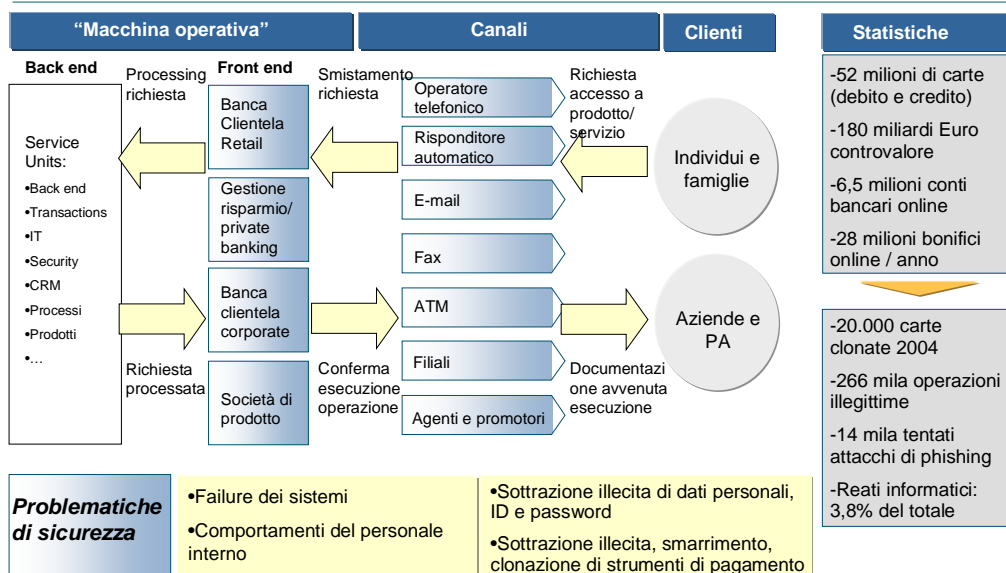 “Macchina operativa”
Canali
Clienti
Statistiche
Back end
Processing
richiesta
Front end
Smistamento
richiesta
Richiesta
accesso a
prodotto/
servizio
Service
Units:
•Back end
•Transactions
•IT
•Security
•CRM
•Processi
•Prodotti
•…
Banca
Clientela
Retail
Gestione
risparmio/
private
banking
Banca
clientela
corporate
Società di
prodotto
Richiesta
processata
Conferma
esecuzione
operazione
Operatore
telefonico
Risponditore
automatico
E-mail
Fax
ATM
Filiali
Agenti e promotori
Documentazi
one avvenuta
esecuzione
Individui e
famiglie
Aziende e
PA
-52 milioni di carte
(debito e credito)
-180 miliardi Euro
controvalore
-6,5 milioni conti
bancari online
-28 milioni bonifici
online / anno
-20.000 carte
clonate 2004
-266 mila operazioni
illegittime
-14 mila tentati
attacchi di phishing
-Reati informatici:
3,8% del totale
Problematiche
di sicurezza
•Failure dei sistemi
•Comportamenti del personale
interno
•Sottrazione illecita di dati personali,
ID e password
•Sottrazione illecita, smarrimento,
clonazione di strumenti di pagamento